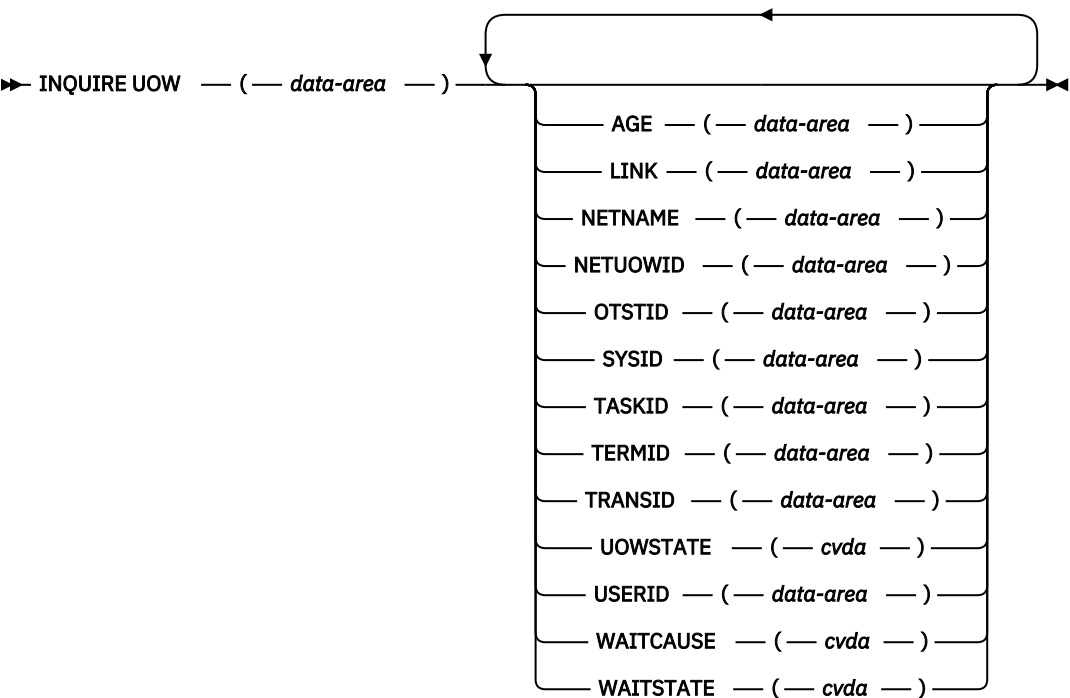 INQUIRE UOW ( data-area )
AGE ( data-area )
LINK ( data-area )
NETNAME ( data-area )
NETUOWID ( data-area )
OTSTID ( data-area )
SYSID ( data-area )
TASKID ( data-area )
TERMID ( data-area )
TRANSID ( data-area )
UOWSTATE ( cvda )
USERID ( data-area )
WAITCAUSE ( cvda )
WAITSTATE ( cvda )